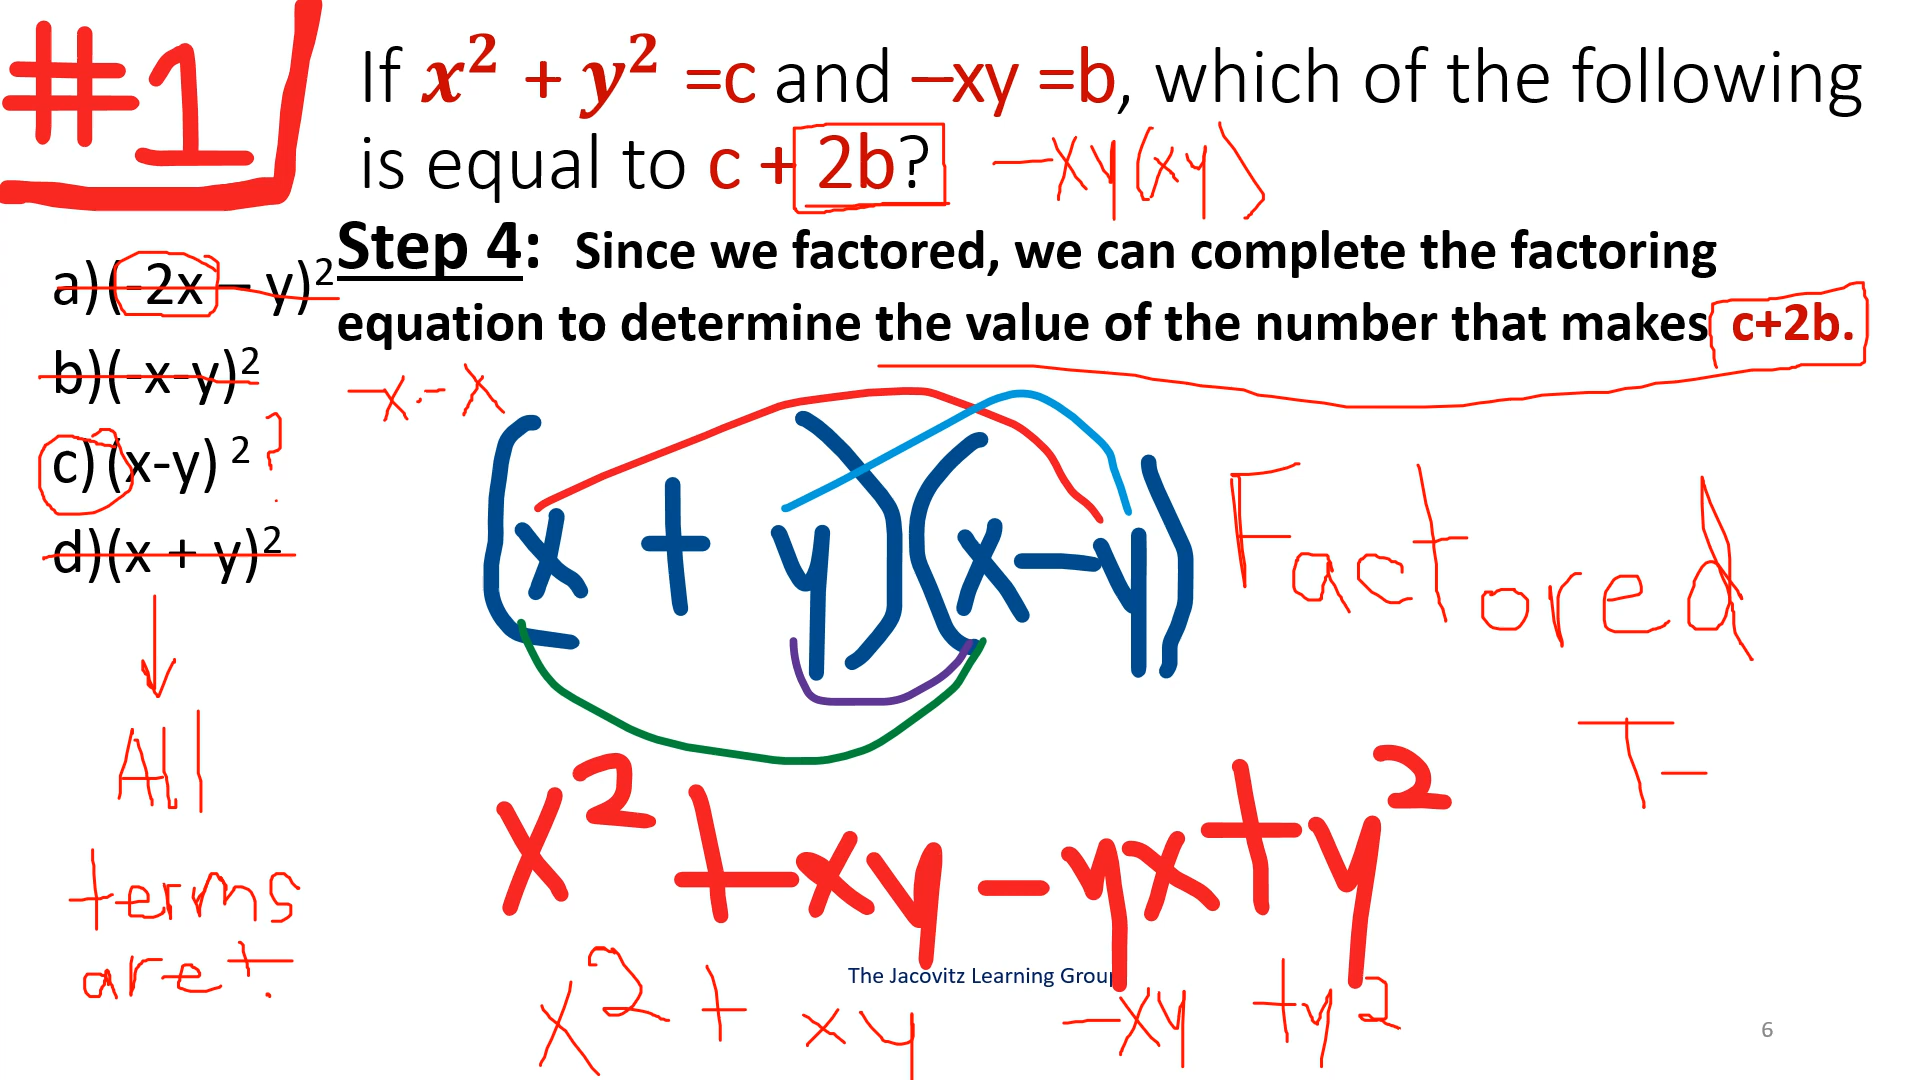 #1
If x² + y² =c and –xy =b, which of the following
is equal to c + 2b?
-xy(xy)
Step 4: Since we factored, we can complete the factoring
equation to determine the value of the number that makes c+2b.
a)(-2x – y)²
b)(-x-y)²
c)(x-y) ² ?
d)(x + y)²
-x·-x
(x + y)(x-y)
Factored
T-
All
terms
are +.
x² + xy - yx + y²
The Jacovitz Learning Group
x² + xy -xy +y²
6